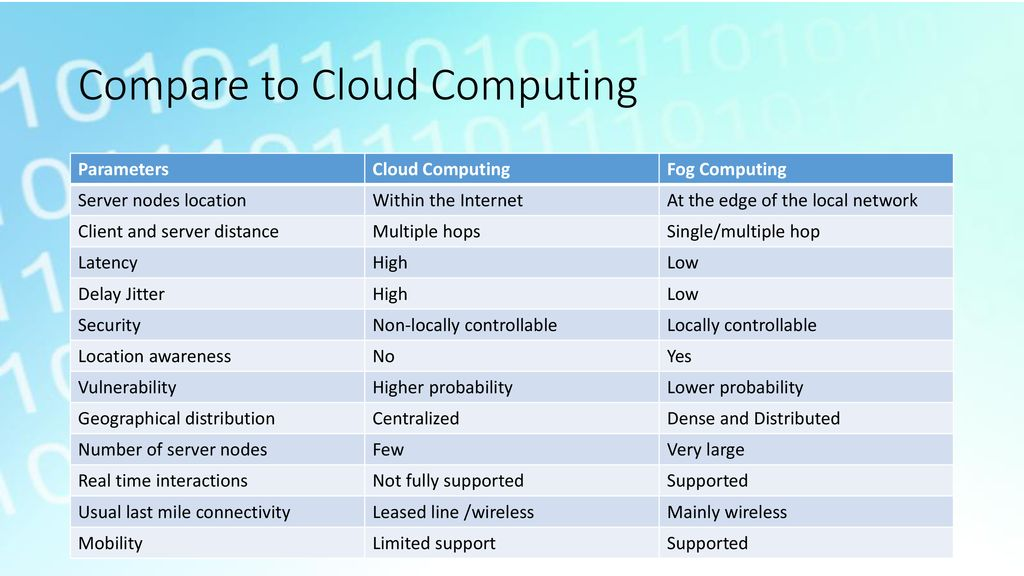 Compare to Cloud Computing
Parameters Cloud Computing Fog Computing
Server nodes location Within the Internet At the edge of the local network
Client and server distance Multiple hops Single/multiple hop
Latency High Low
Delay Jitter High Low
Security Non-locally controllable Locally controllable
Location awareness No Yes
Vulnerability Higher probability Lower probability
Geographical distribution Centralized Dense and Distributed
Number of server nodes Few Very large
Real time interactions Not fully supported Supported
Usual last mile connectivity Leased line /wireless Mainly wireless
Mobility Limited support Supported